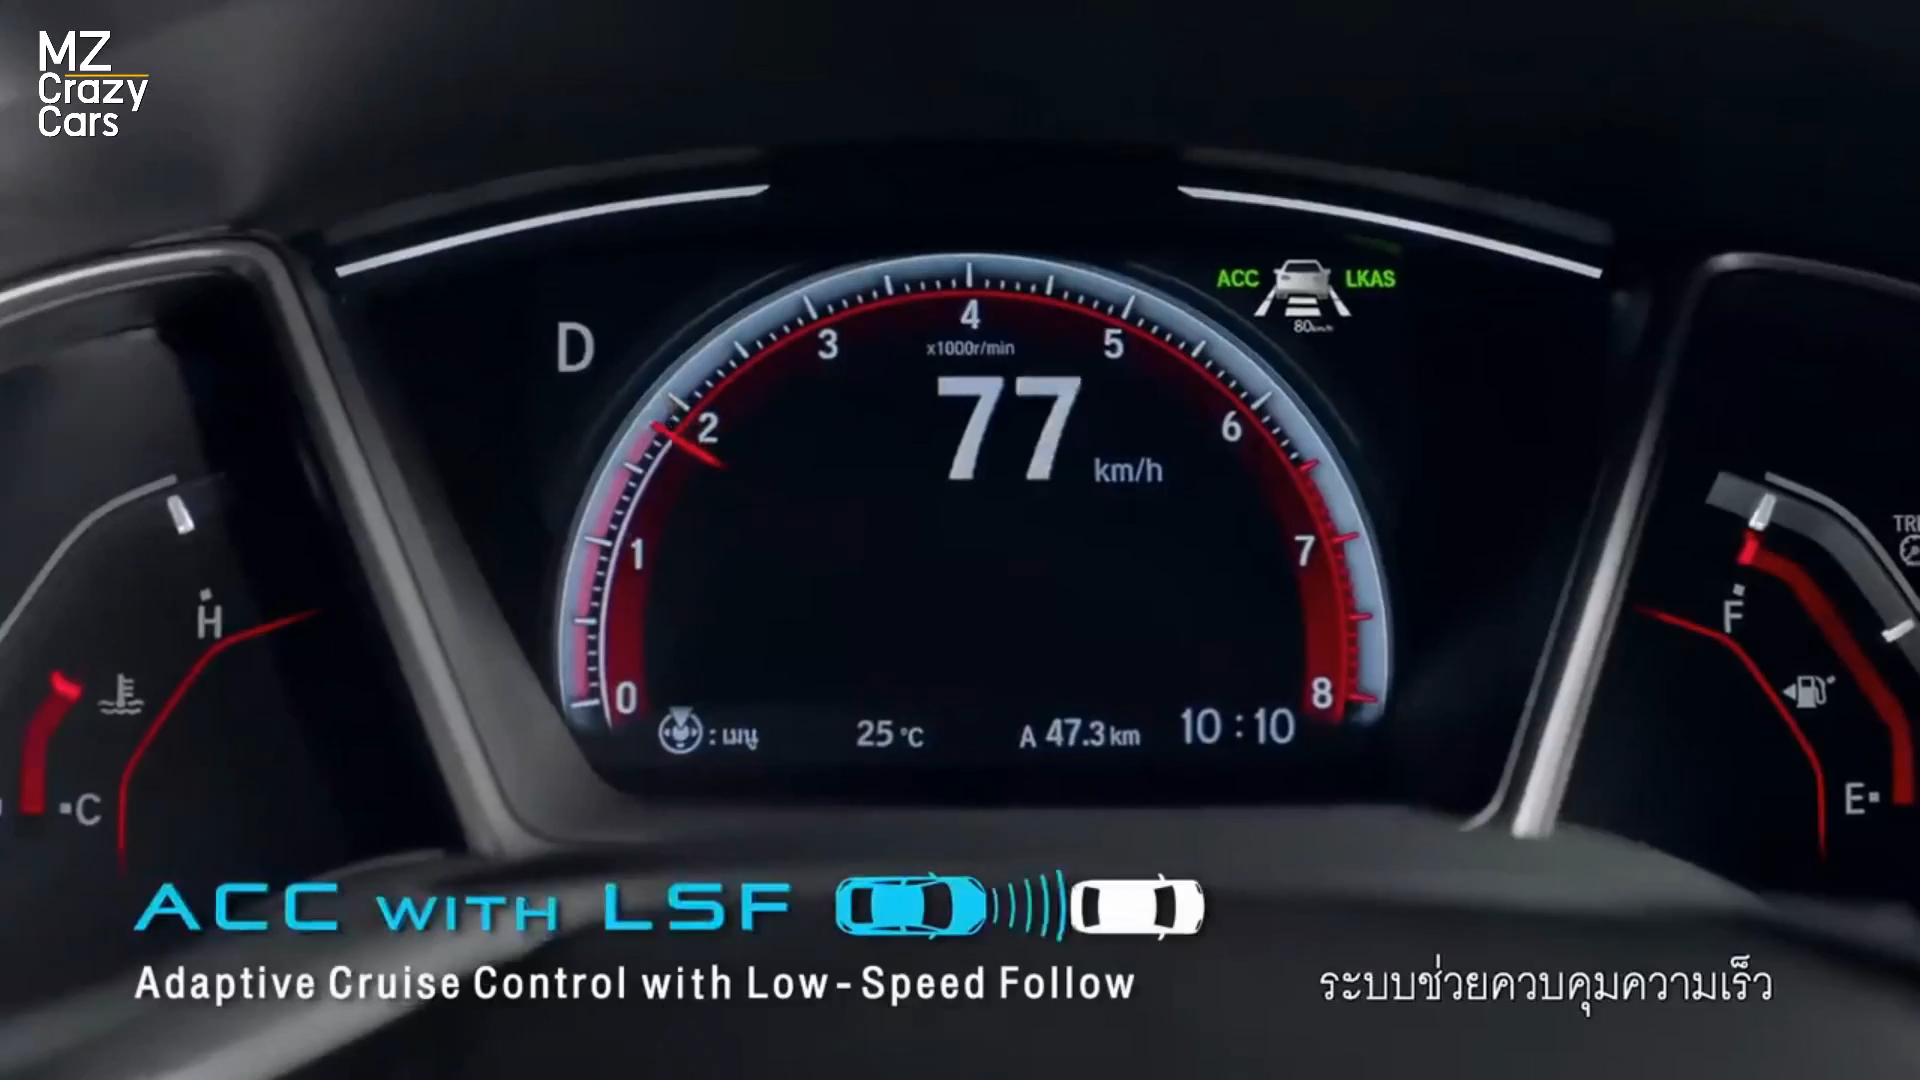 MZ
Crazy
Cars
ACC LKAS
80km/h
D
0 1 2 3 4 5 6 7 8
x1000r/min
77 km/h
H
C
F
E
: เมนู 25 °C A 47.3 km 10:10
ACC WITH LSF
Adaptive Cruise Control with Low-Speed Follow
ระบบช่วยควบคุมความเร็ว